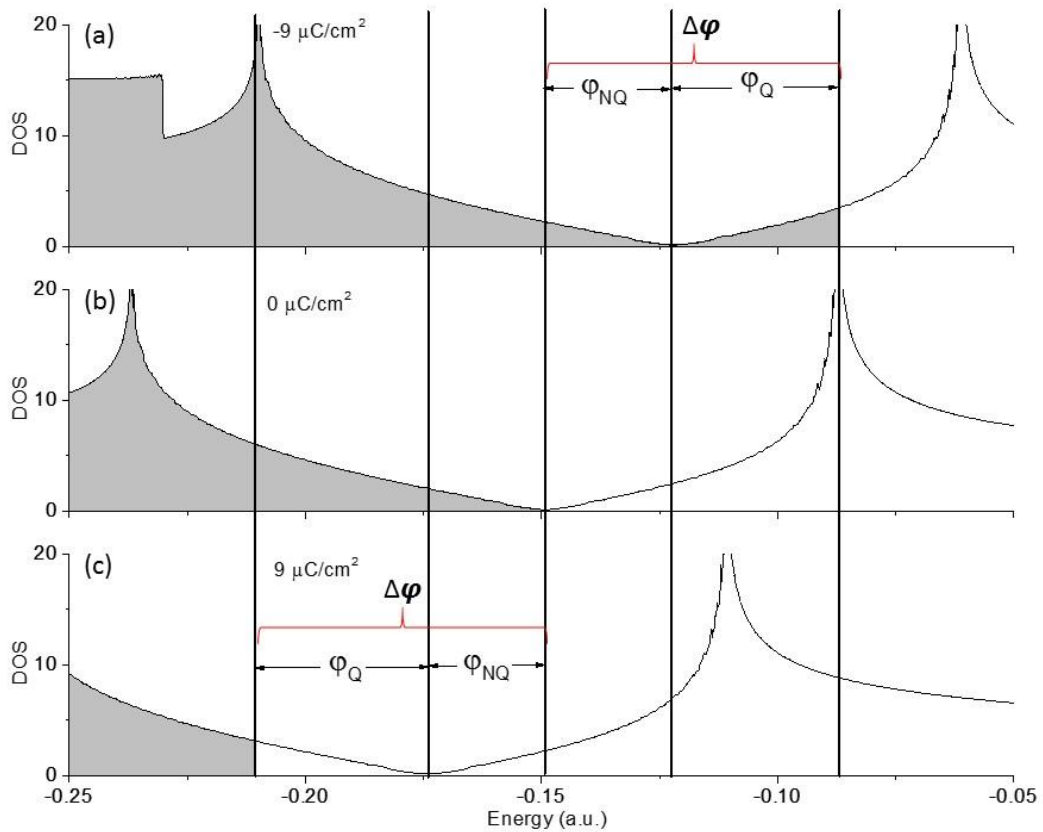 20
(a)
-9 μC/cm²
Δφ
φNQ
φQ
10
DOS
0
20
(b)
0 μC/cm²
10
DOS
0
20
(c)
9 μC/cm²
Δφ
φQ
φNQ
10
DOS
0
-0.25
-0.20
-0.15
-0.10
-0.05
Energy (a.u.)